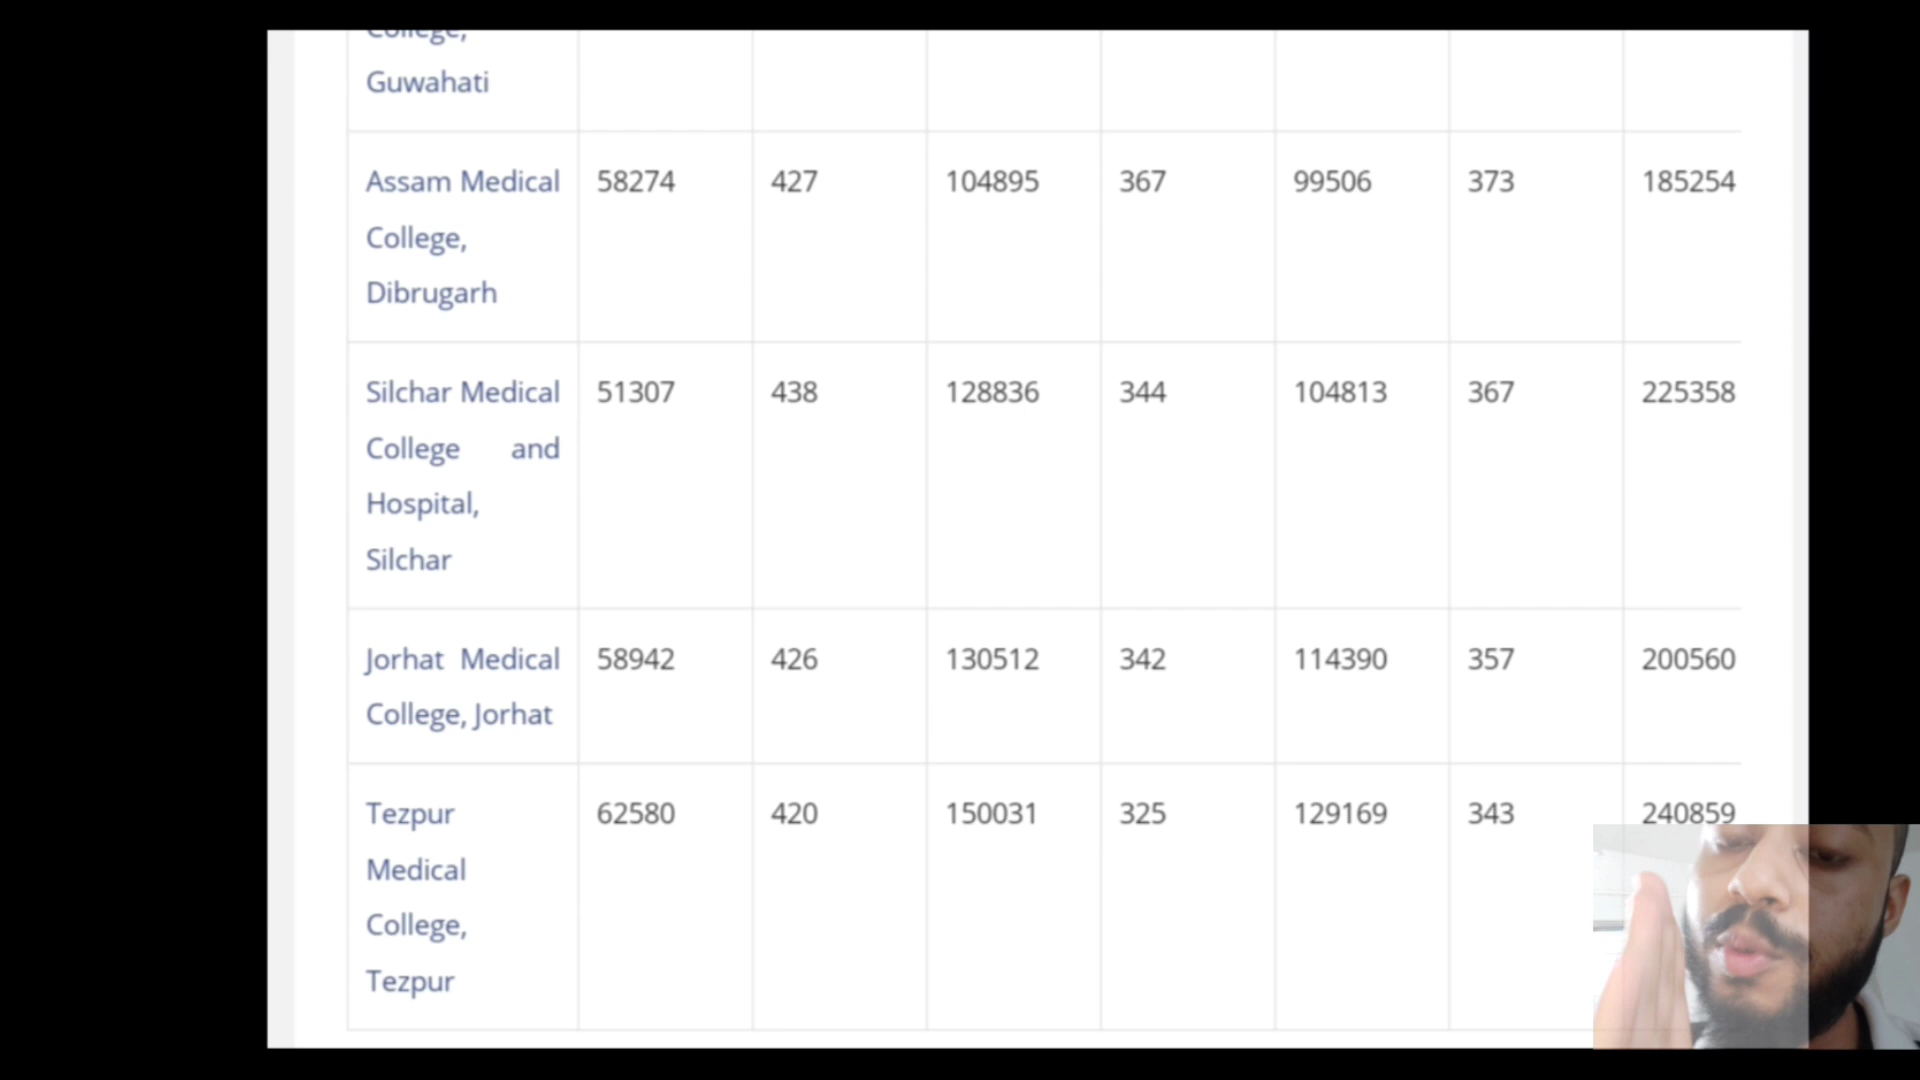 College,
Guwahati
Assam Medical 58274 427 104895 367 99506 373 185254
College,
Dibrugarh
Silchar Medical 51307 438 128836 344 104813 367 225358
College and
Hospital,
Silchar
Jorhat Medical 58942 426 130512 342 114390 357 200560
College, Jorhat
Tezpur 62580 420 150031 325 129169 343 240859
Medical
College,
Tezpur